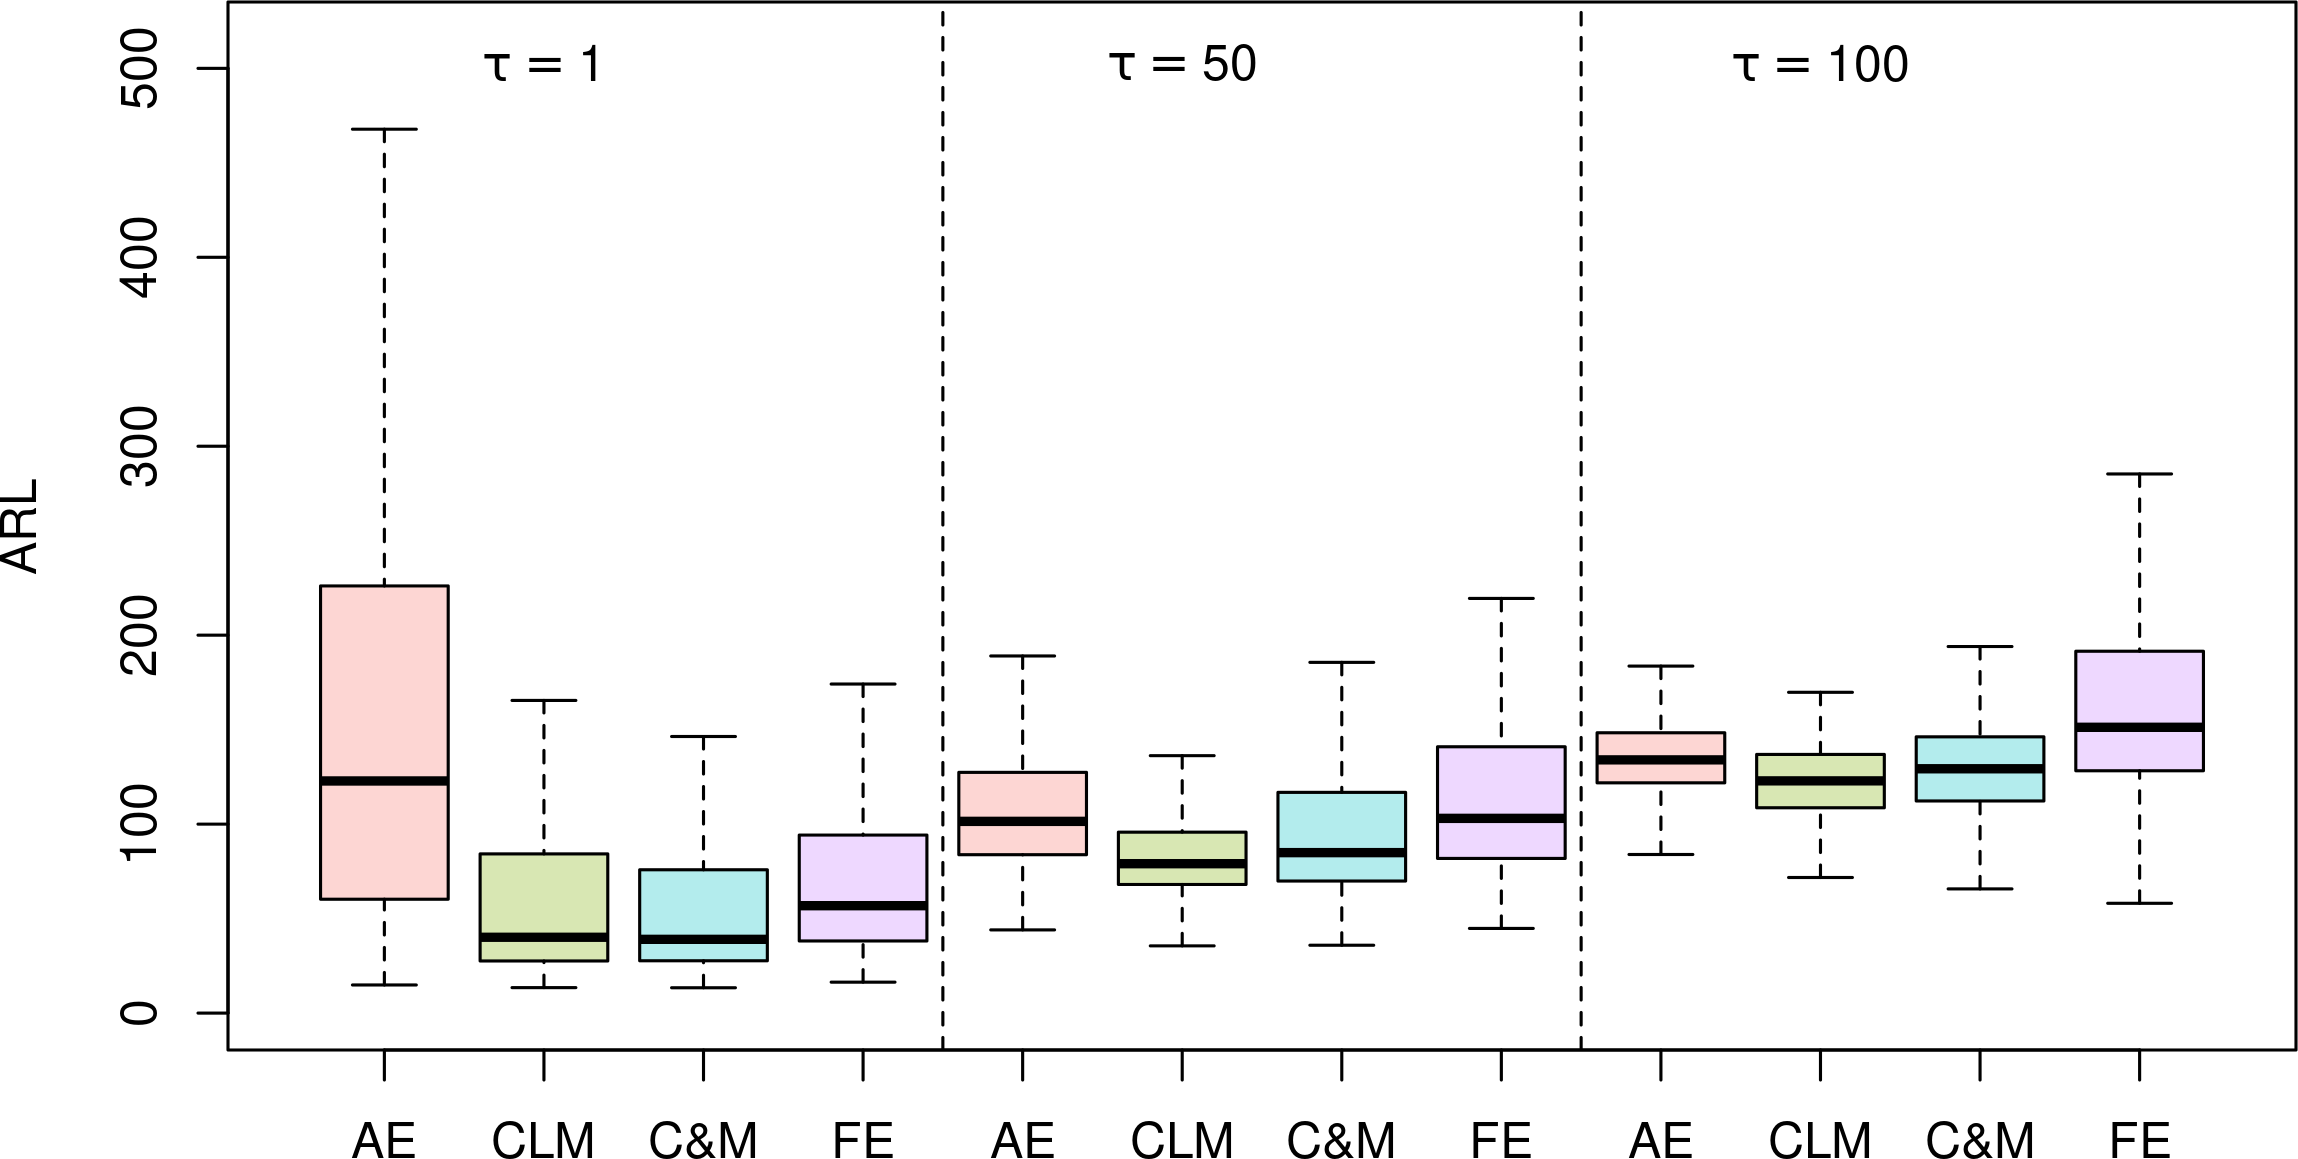 τ = 1
τ = 50
τ = 100
500
400
300
200
100
0
ARL
AE CLM C&M FE AE CLM C&M FE AE CLM C&M FE